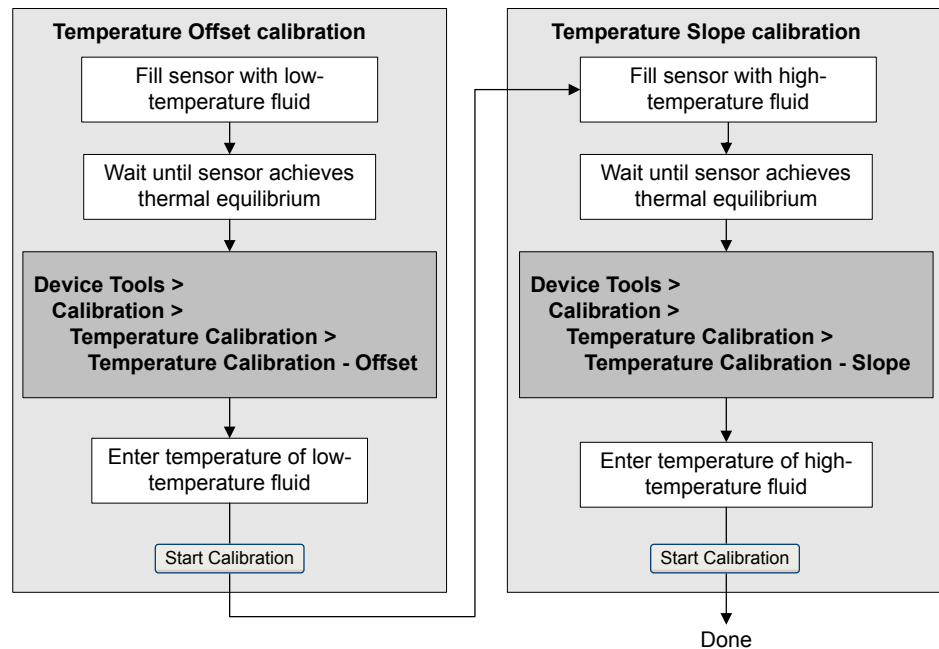 Temperature Offset calibration
Fill sensor with low-
temperature fluid
Wait until sensor achieves
thermal equilibrium
Device Tools >
Calibration >
Temperature Calibration >
Temperature Calibration - Offset
Enter temperature of low-
temperature fluid
Start Calibration
Temperature Slope calibration
Fill sensor with high-
temperature fluid
Wait until sensor achieves
thermal equilibrium
Device Tools >
Calibration >
Temperature Calibration >
Temperature Calibration - Slope
Enter temperature of high-
temperature fluid
Start Calibration
Done